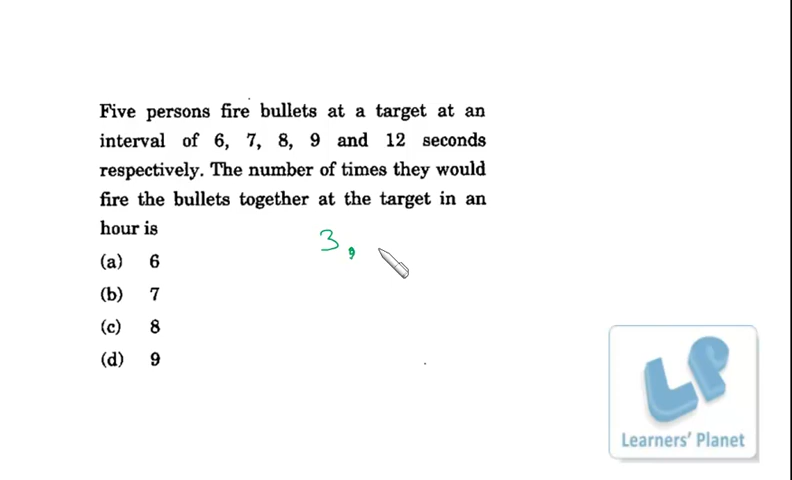 Five persons fire bullets at a target at an
interval of 6, 7, 8, 9 and 12 seconds
respectively. The number of times they would
fire the bullets together at the target in an
hour is
3,
(a) 6
(b) 7
(c) 8
(d) 9
LP
Learners' Planet